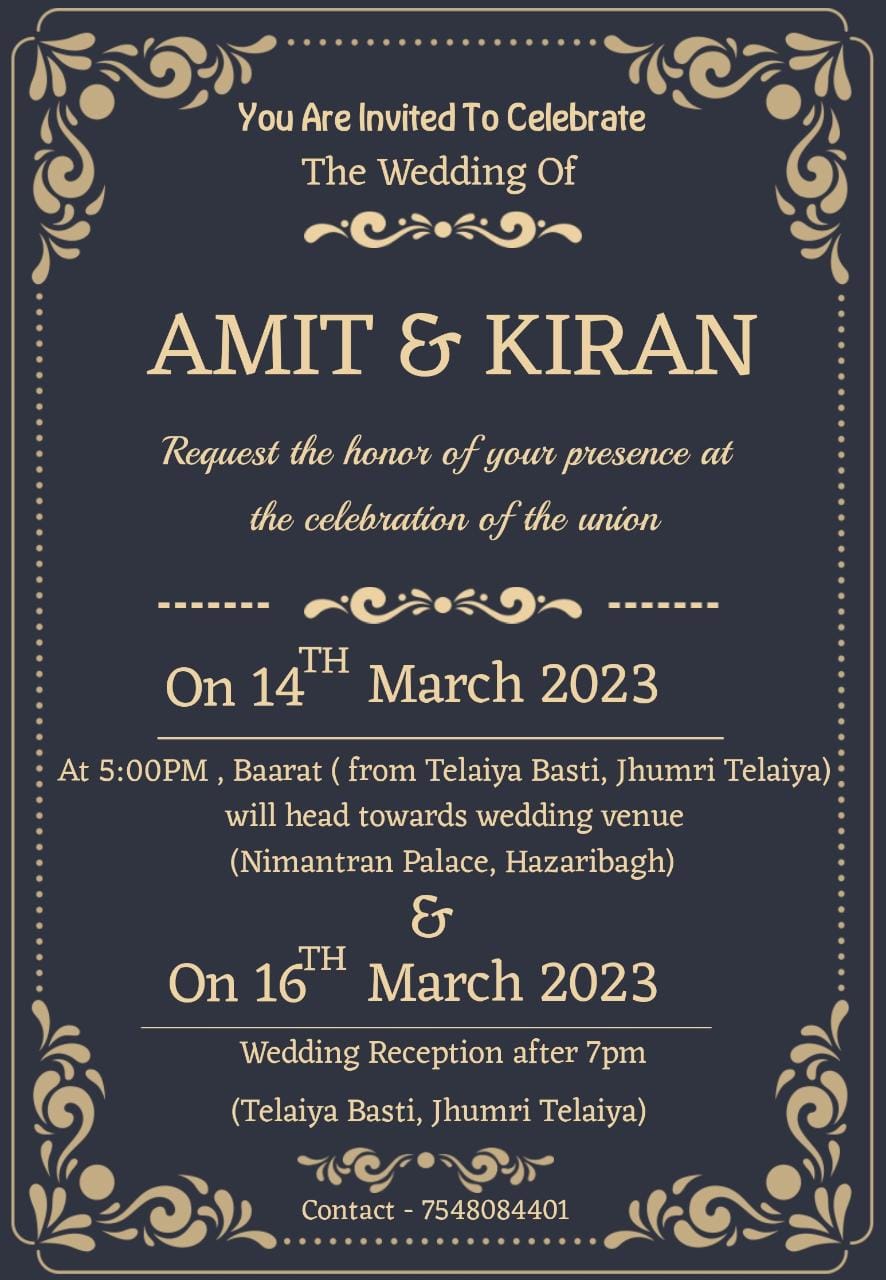 You Are Invited To Celebrate
The Wedding Of
AMIT & KIRAN
Request the honor of your presence at
the celebration of the union
On 14TH March 2023
At 5:00PM , Baarat ( from Telaiya Basti, Jhumri Telaiya)
will head towards wedding venue
(Nimantran Palace, Hazaribagh)
&
On 16TH March 2023
Wedding Reception after 7pm
(Telaiya Basti, Jhumri Telaiya)
Contact - 7548084401